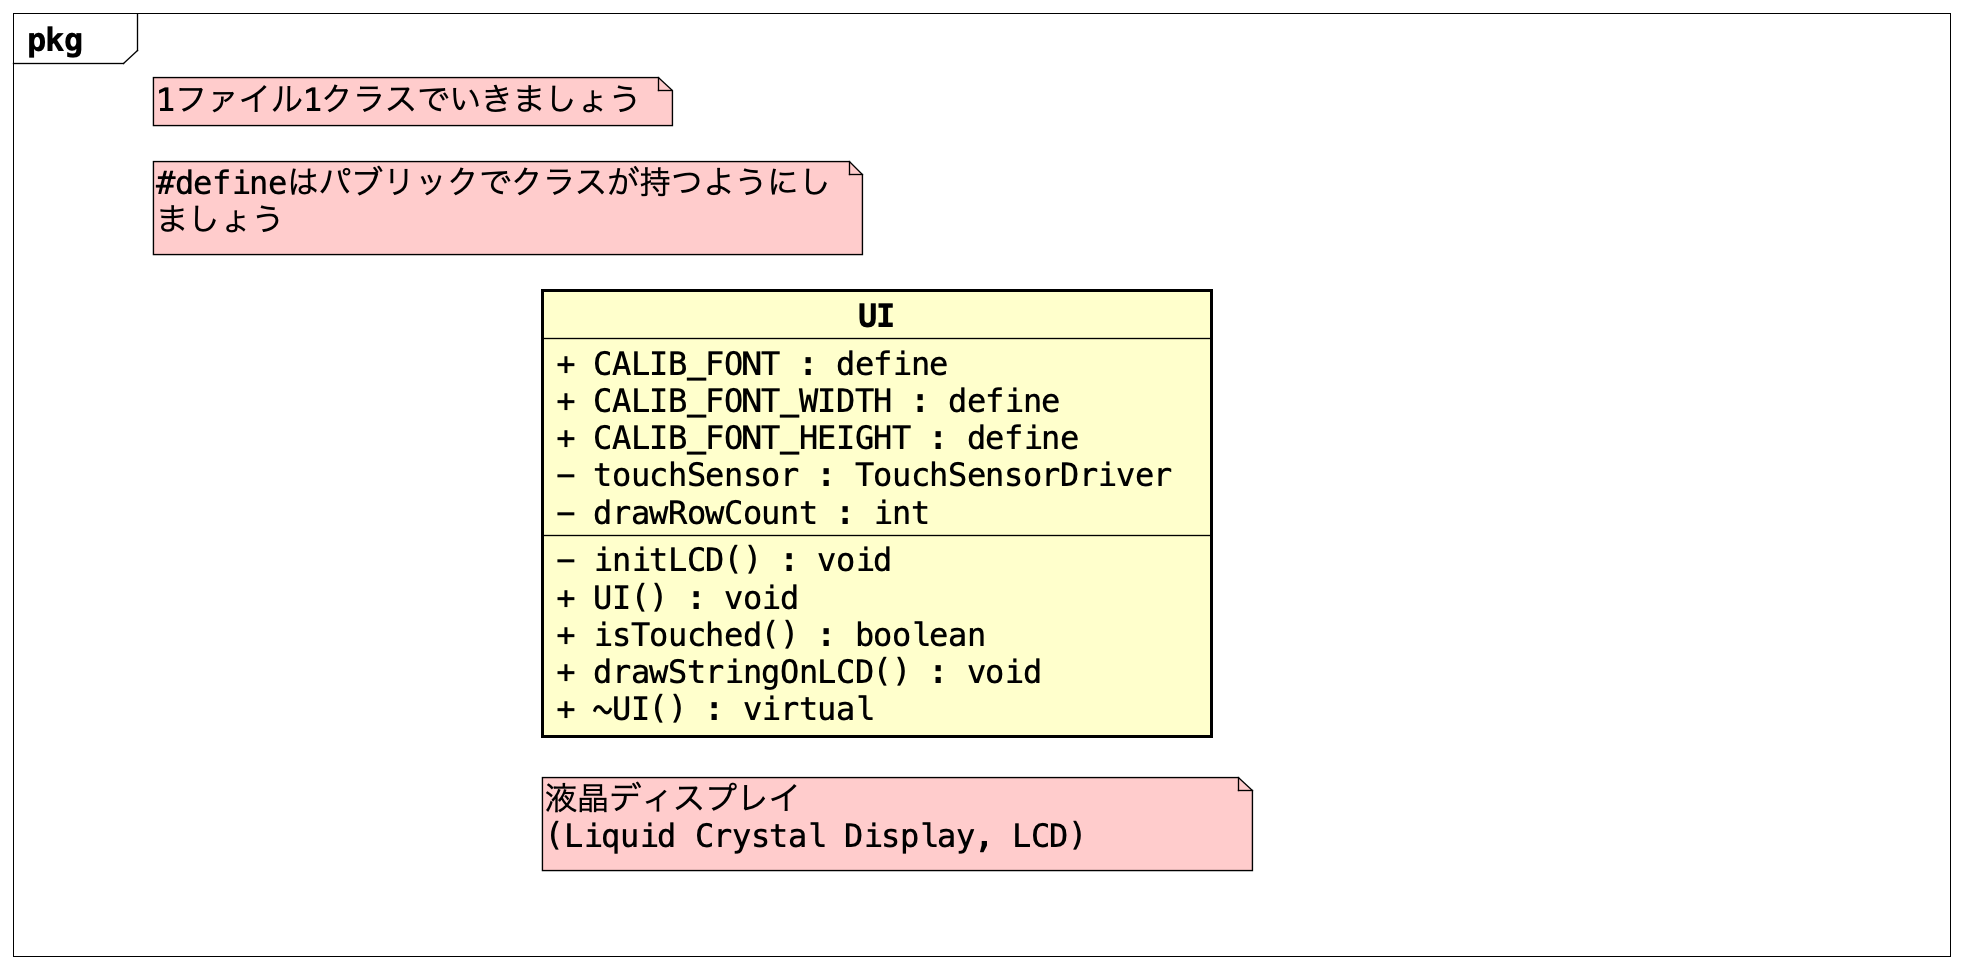 pkg
1ファイル1クラスでいきましょう
#defineはパブリックでクラスが持つようにし
ましょう
UI
+ CALIB_FONT : define
+ CALIB_FONT_WIDTH : define
+ CALIB_FONT_HEIGHT : define
− touchSensor : TouchSensorDriver
− drawRowCount : int
− initLCD() : void
+ UI() : void
+ isTouched() : boolean
+ drawStringOnLCD() : void
+ ~UI() : virtual
液晶ディスプレイ
(Liquid Crystal Display, LCD)